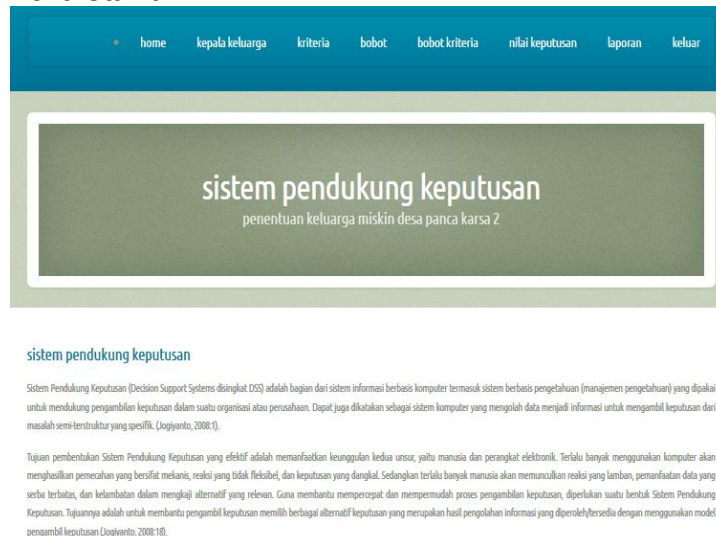 home kepala keluarga kriteria bobot bobot kriteria nilai keputusan laporan keluar
sistem pendukung keputusan
penentuan keluarga miskin desa panca karsa 2
sistem pendukung keputusan
Sistem Pendukung Keputusan (Decision Support Systems disingkat DSS) adalah bagian dari sistem informasi berbasis komputer termasuk sistem berbasis pengetahuan (manajemen pengetahuan) yang dipakai
untuk mendukung pengambilan keputusan dalam suatu organisasi atau perusahaan. Dapat juga dikatakan sebagai sistem komputer yang mengolah data menjadi informasi untuk mengambil keputusan dari
masalah semi-terstruktur yang spesifik. (Jogiyanto, 2008:1).
Tujuan pembentukan Sistem Pendukung Keputusan yang efektif adalah memanfaatkan keunggulan kedua unsur, yaitu manusia dan perangkat elektronik. Terlalu banyak menggunakan komputer akan
menghasilkan pemecahan yang bersifat mekanis, reaksi yang tidak fleksibel, dan keputusan yang dangkal. Sedangkan terlalu banyak manusia akan memunculkan reaksi yang lamban, pemanfaatan data yang
serba terbatas, dan kelambatan dalam mengkaji alternatif yang relevan. Guna membantu mempercepat dan mempermudah proses pengambilan keputusan, diperlukan suatu bentuk Sistem Pendukung
Keputusan. Tujuannya adalah untuk membantu pengambil keputusan memilih berbagai alternatif keputusan yang merupakan hasil pengolahan informasi yang diperoleh/tersedia dengan menggunakan model
pengambil keputusan (Jogiyanto, 2008:18).